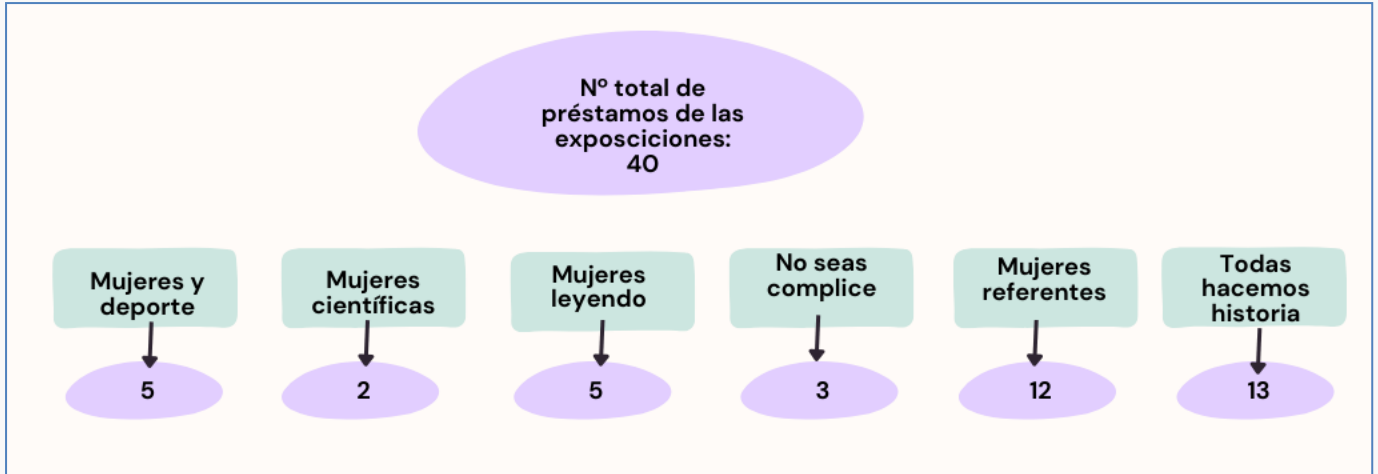 Nº total de
préstamos de las
exposciciones:
40
Mujeres y
deporte
Mujeres
científicas
Mujeres
leyendo
No seas
complice
Mujeres
referentes
Todas
hacemos
historia
5
2
5
3
12
13